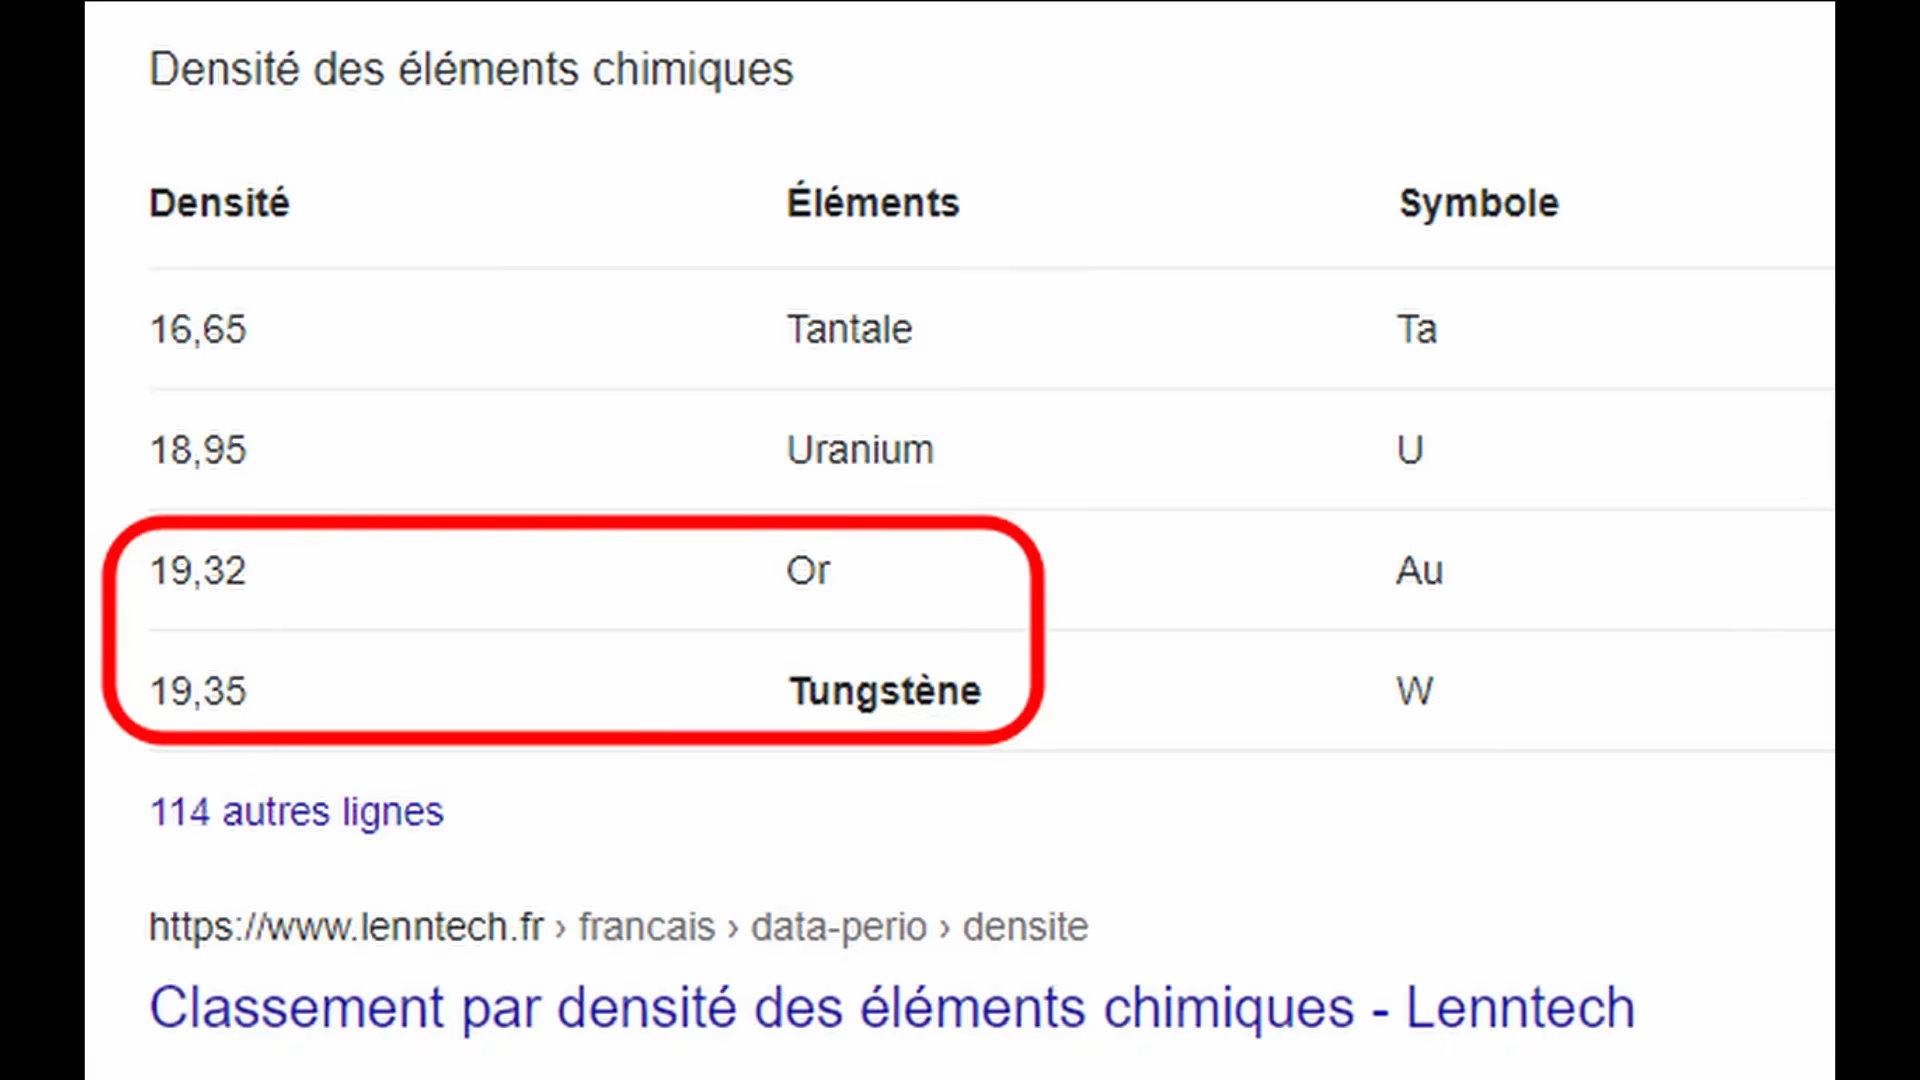 Densité des éléments chimiques
Densité Éléments Symbole
16,65 Tantale Ta
18,95 Uranium U
19,32 Or Au
19,35 Tungstène W
114 autres lignes
https://www.lenntech.fr › francais › data-perio › densite
Classement par densité des éléments chimiques - Lenntech